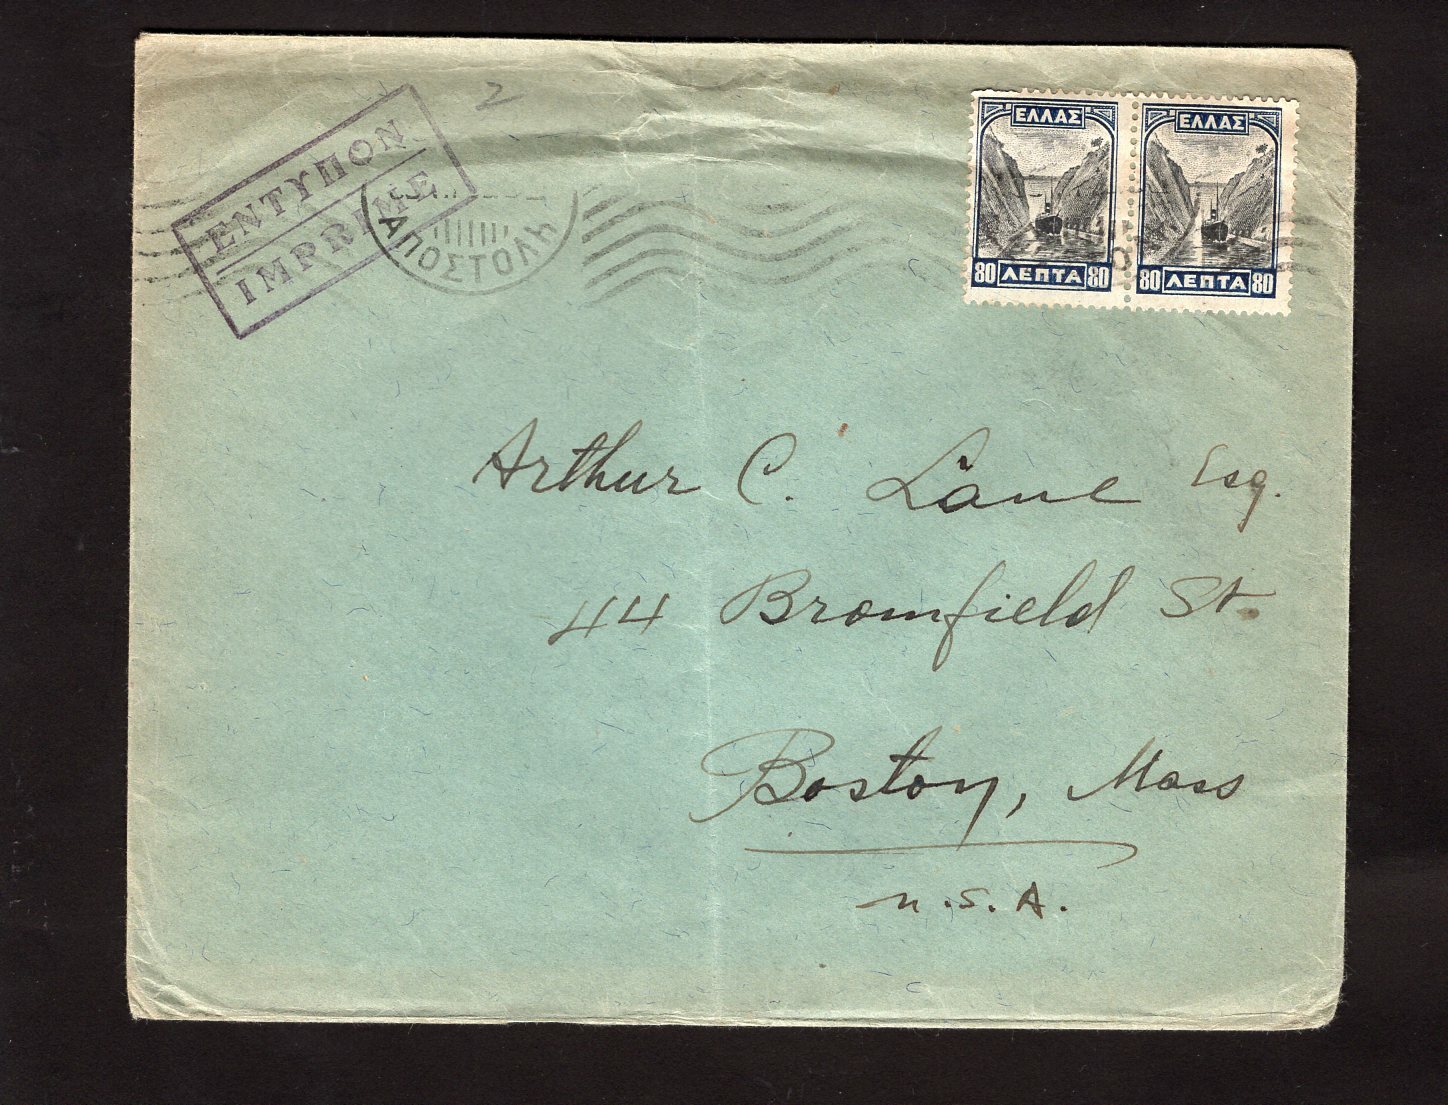 2
ΕΝΤΥΠΟΝ
IMPRIME
ΑΠΟΣΤΟΛΗ
ΕΛΛΑΣ
80 ΛΕΠΤΑ 80
ΕΛΛΑΣ
80 ΛΕΠΤΑ 80
Arthur C. Lane Esq.
44 Bromfield St
Boston, Mass
U.S.A.